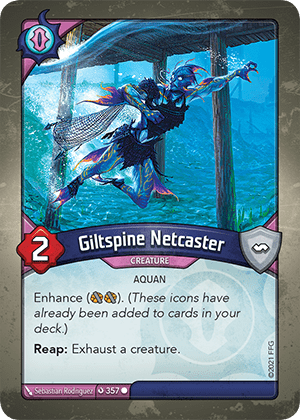 2
Giltspine Netcaster
CREATURE
AQUAN
Enhance (). (These icons have
already been added to cards in your
deck.)
Reap: Exhaust a creature.
Sebastian Rodriguez
357
©2021 FFG